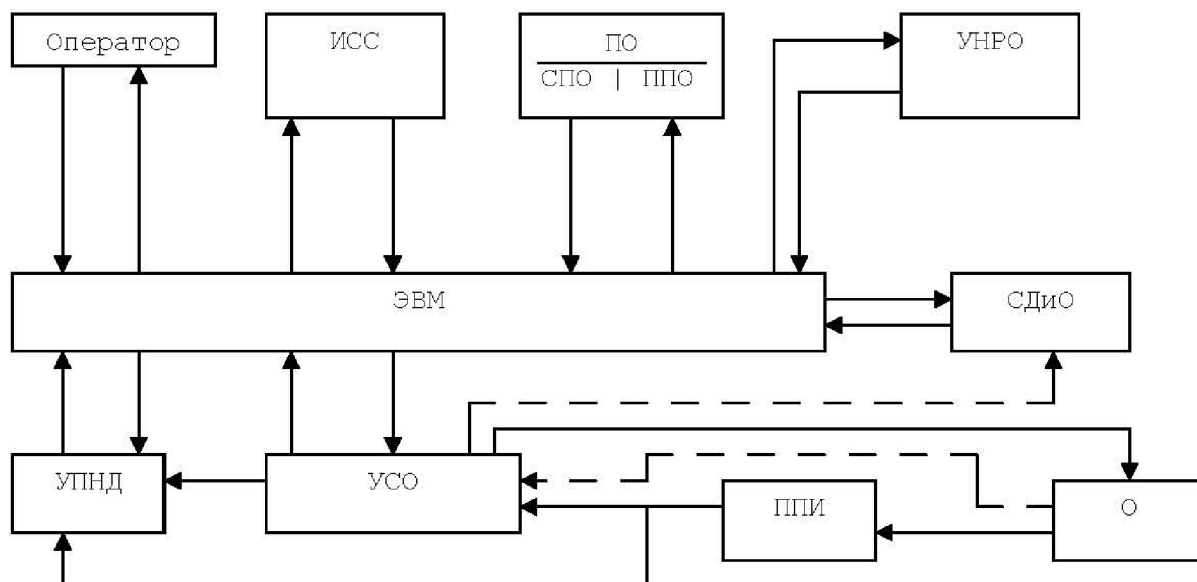 Оператор
ИСС
ПО
СПО | ППО
УНРО
ЭВМ
СДиО
УПНД
УСО
ППИ
О